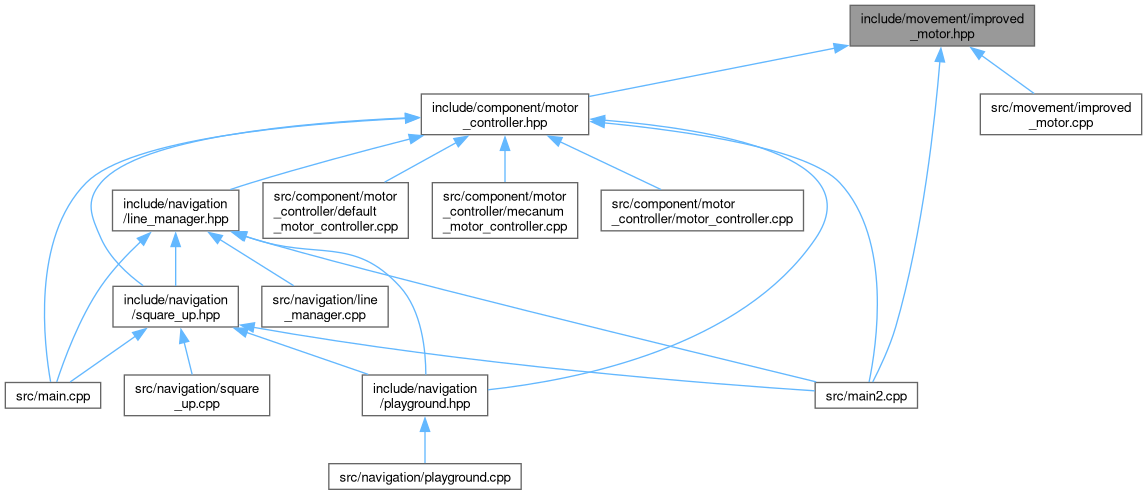 include/movement/improved
_motor.hpp
include/component/motor
_controller.hpp
src/movement/improved
_motor.cpp
include/navigation
/line_manager.hpp
src/component/motor
_controller/default
_motor_controller.cpp
src/component/motor
_controller/mecanum
_motor_controller.cpp
src/component/motor
_controller/motor_controller.cpp
include/navigation
/square_up.hpp
src/navigation/line
_manager.cpp
src/main.cpp
src/navigation/square
_up.cpp
include/navigation
/playground.hpp
src/main2.cpp
src/navigation/playground.cpp